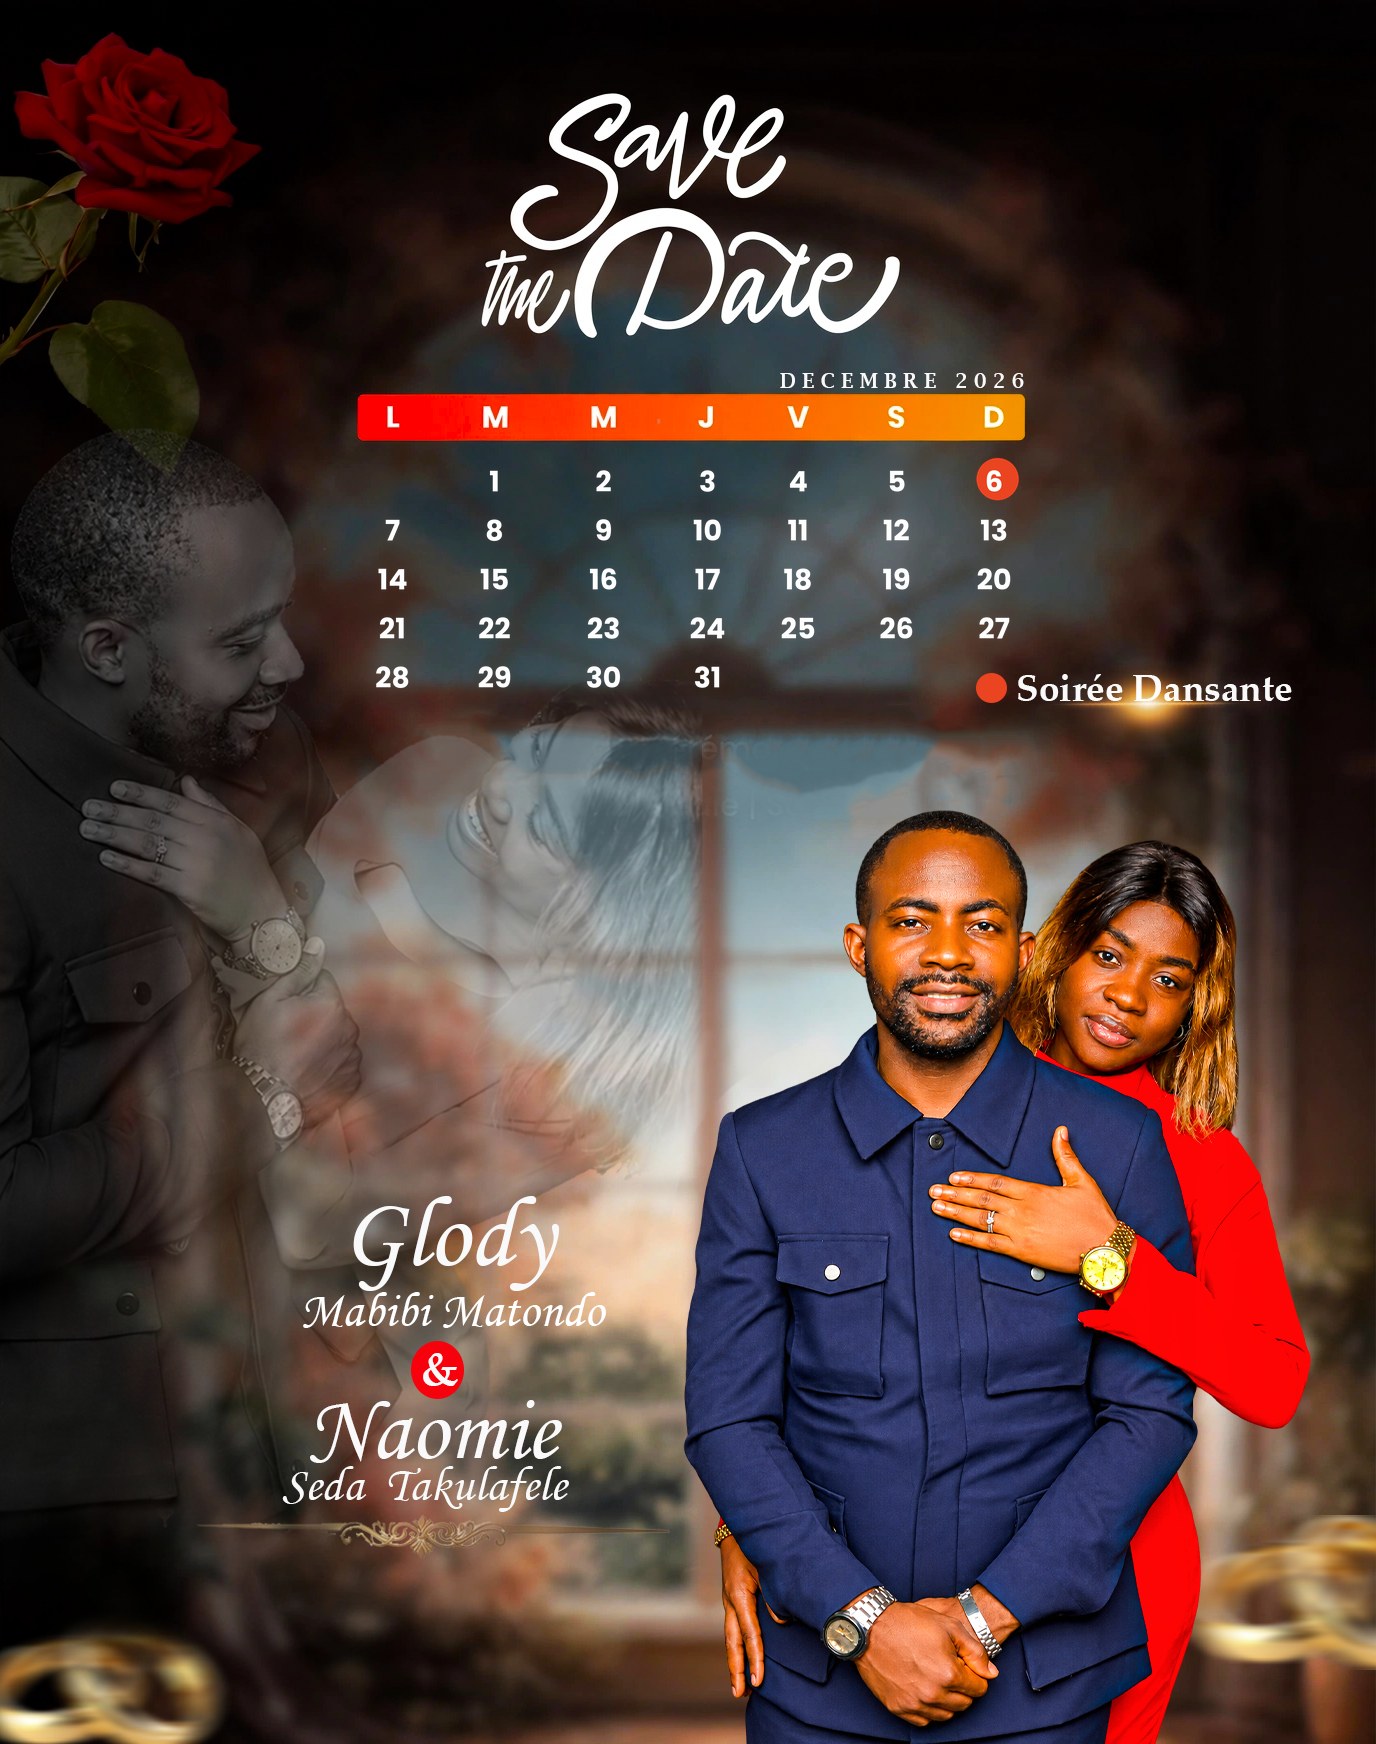 Save
the Date
DECEMBRE 2026
L M M J V S D
1 2 3 4 5 6
7 8 9 10 11 12 13
14 15 16 17 18 19 20
21 22 23 24 25 26 27
28 29 30 31
Soirée Dansante
Glody
Mabibi Matondo
&
Naomie
Seda Takulafele